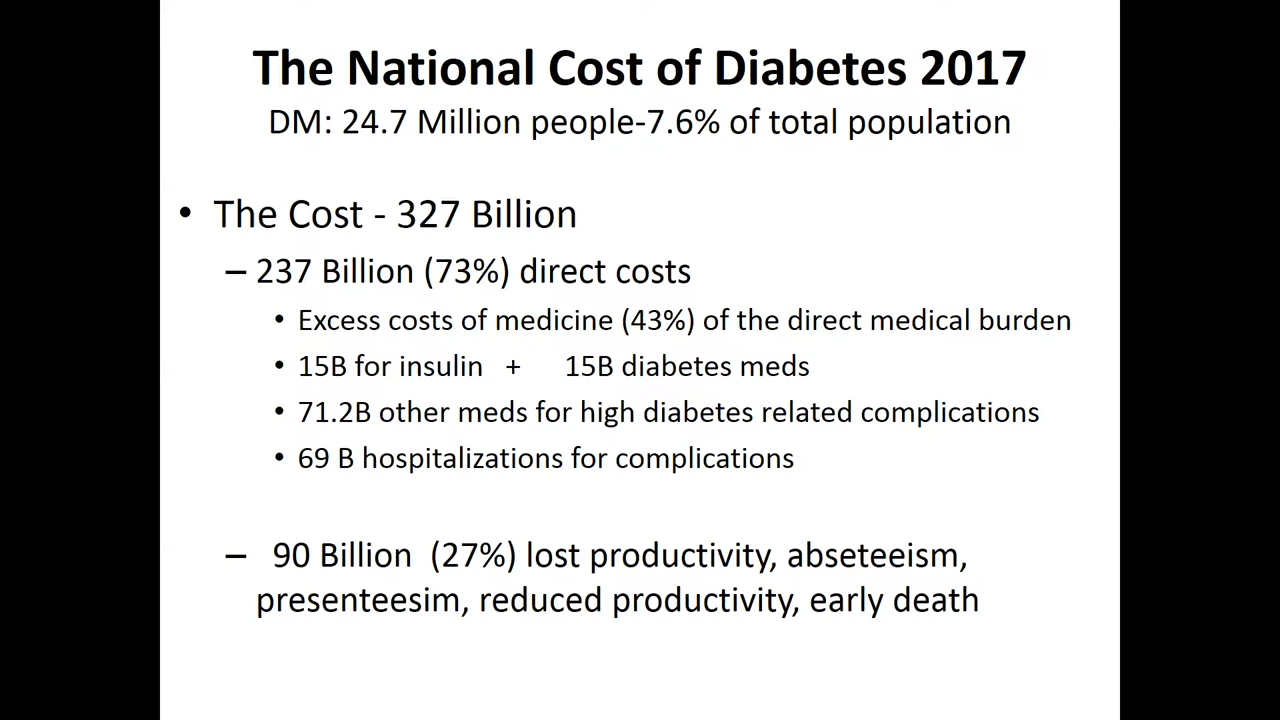 The National Cost of Diabetes 2017
DM: 24.7 Million people-7.6% of total population
• The Cost - 327 Billion
– 237 Billion (73%) direct costs
• Excess costs of medicine (43%) of the direct medical burden
• 15B for insulin + 15B diabetes meds
• 71.2B other meds for high diabetes related complications
• 69 B hospitalizations for complications
– 90 Billion (27%) lost productivity, abseteeism,
presenteesim, reduced productivity, early death